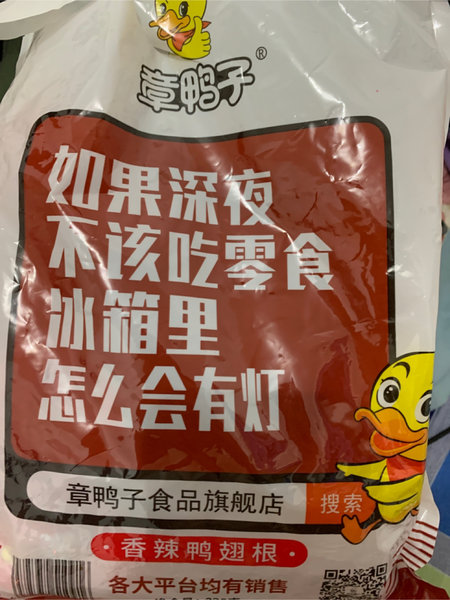 章鸭子®
如果深夜
不该吃零食
冰箱里
怎么会有灯
章鸭子食品旗舰店 搜索
香辣鸭翅根
各大平台均有销售